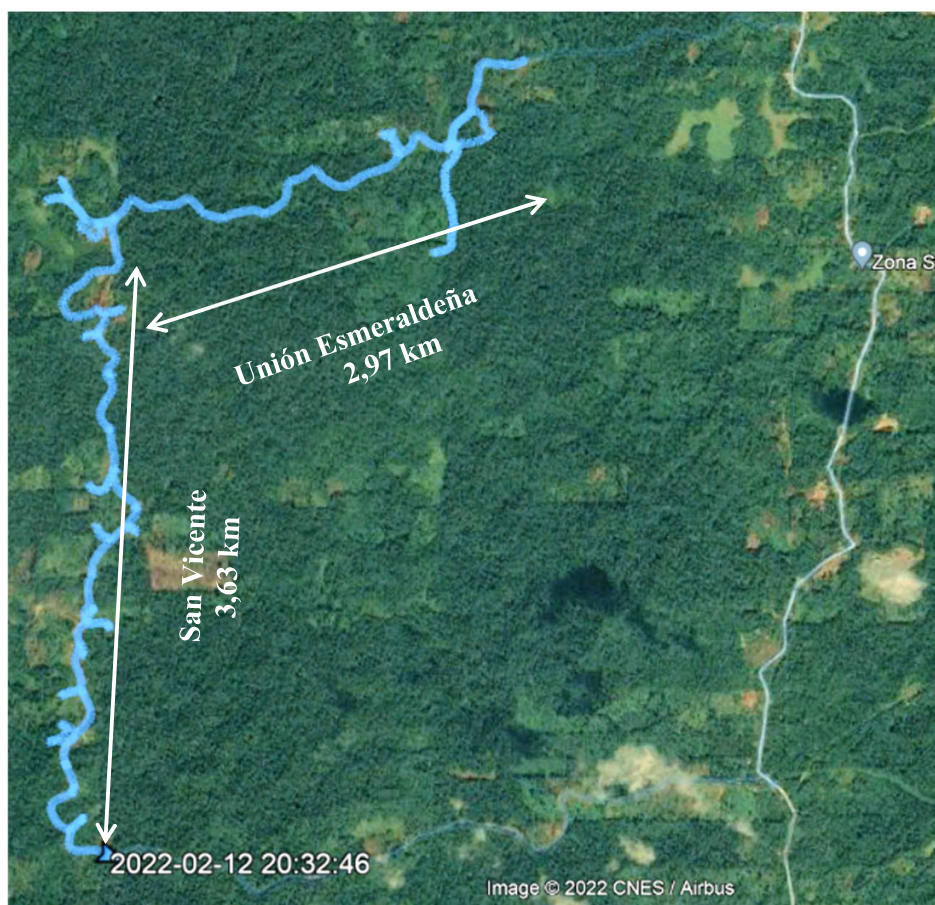 Zona S
Unión Esmeraldeña
2,97 km
San Vicente
3,63 km
2022-02-12 20:32:46
Image © 2022 CNES / Airbus